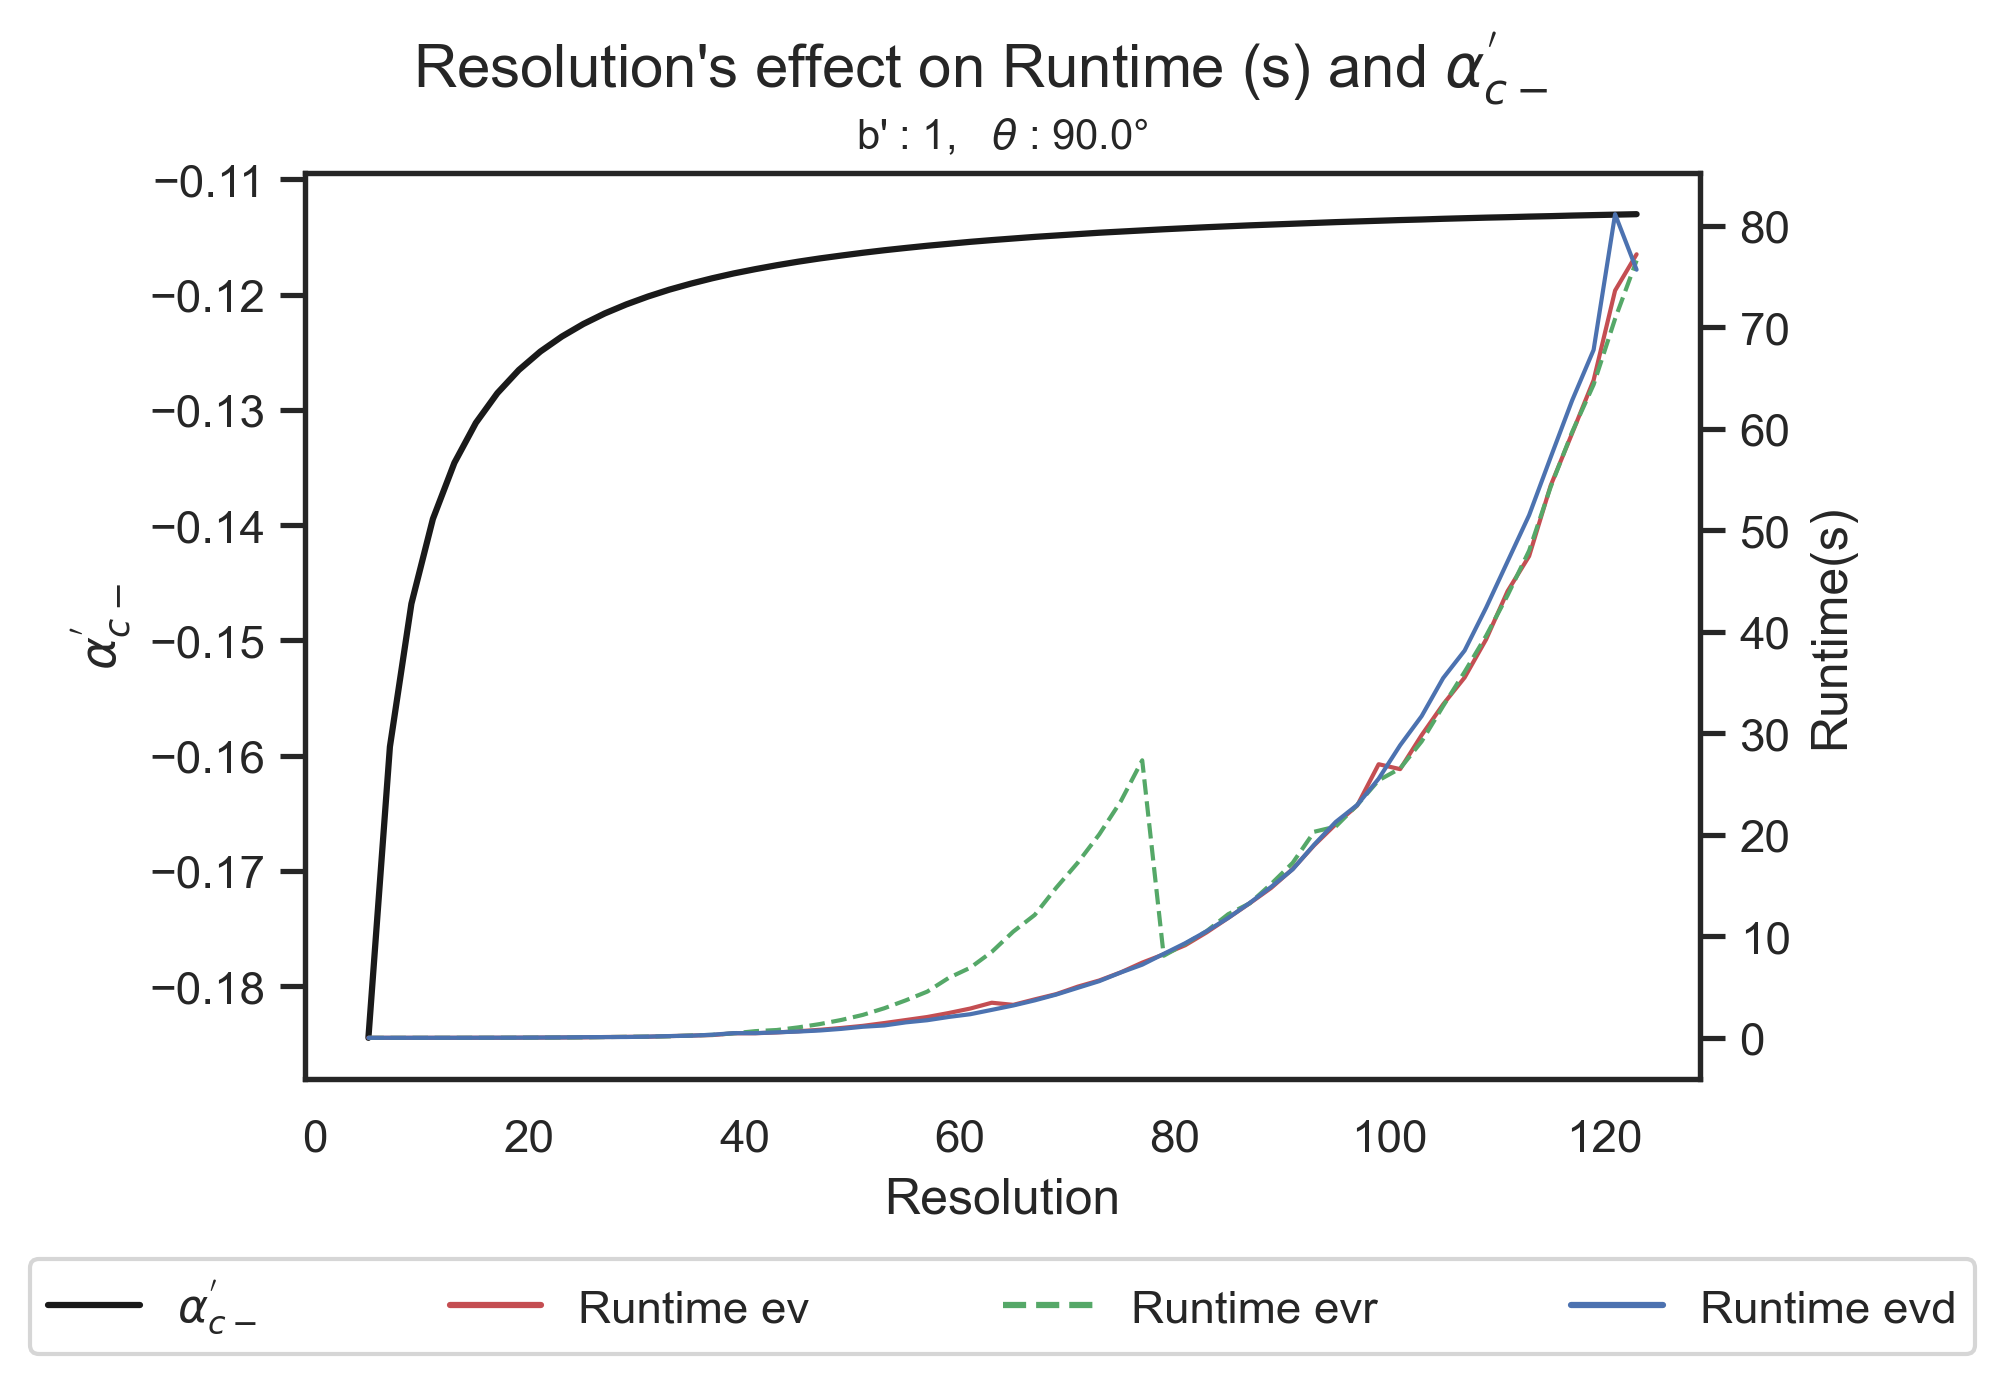 Resolution's effect on Runtime (s) and α′c−
b' : 1, θ : 90.0°
−0.11
−0.12
−0.13
−0.14
−0.15
−0.16
−0.17
−0.18
α′c−
80
70
60
50
40
30
20
10
0
Runtime(s)
0 20 40 60 80 100 120
Resolution
α′c− Runtime ev Runtime evr Runtime evd